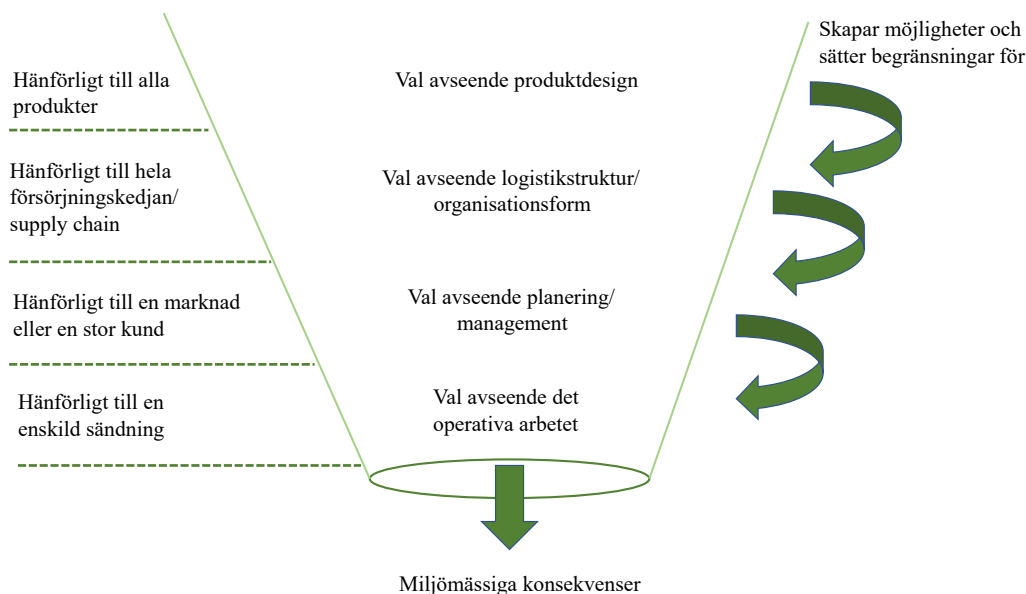 Skapar möjligheter och
sätter begränsningar för
Hänförligt till alla
produkter
Val avseende produktdesign
Hänförligt till hela
försörjningskedjan/
supply chain
Val avseende logistikstruktur/
organisationsform
Hänförligt till en marknad
eller en stor kund
Val avseende planering/
management
Hänförligt till en
enskild sändning
Val avseende det
operativa arbetet
Miljömässiga konsekvenser